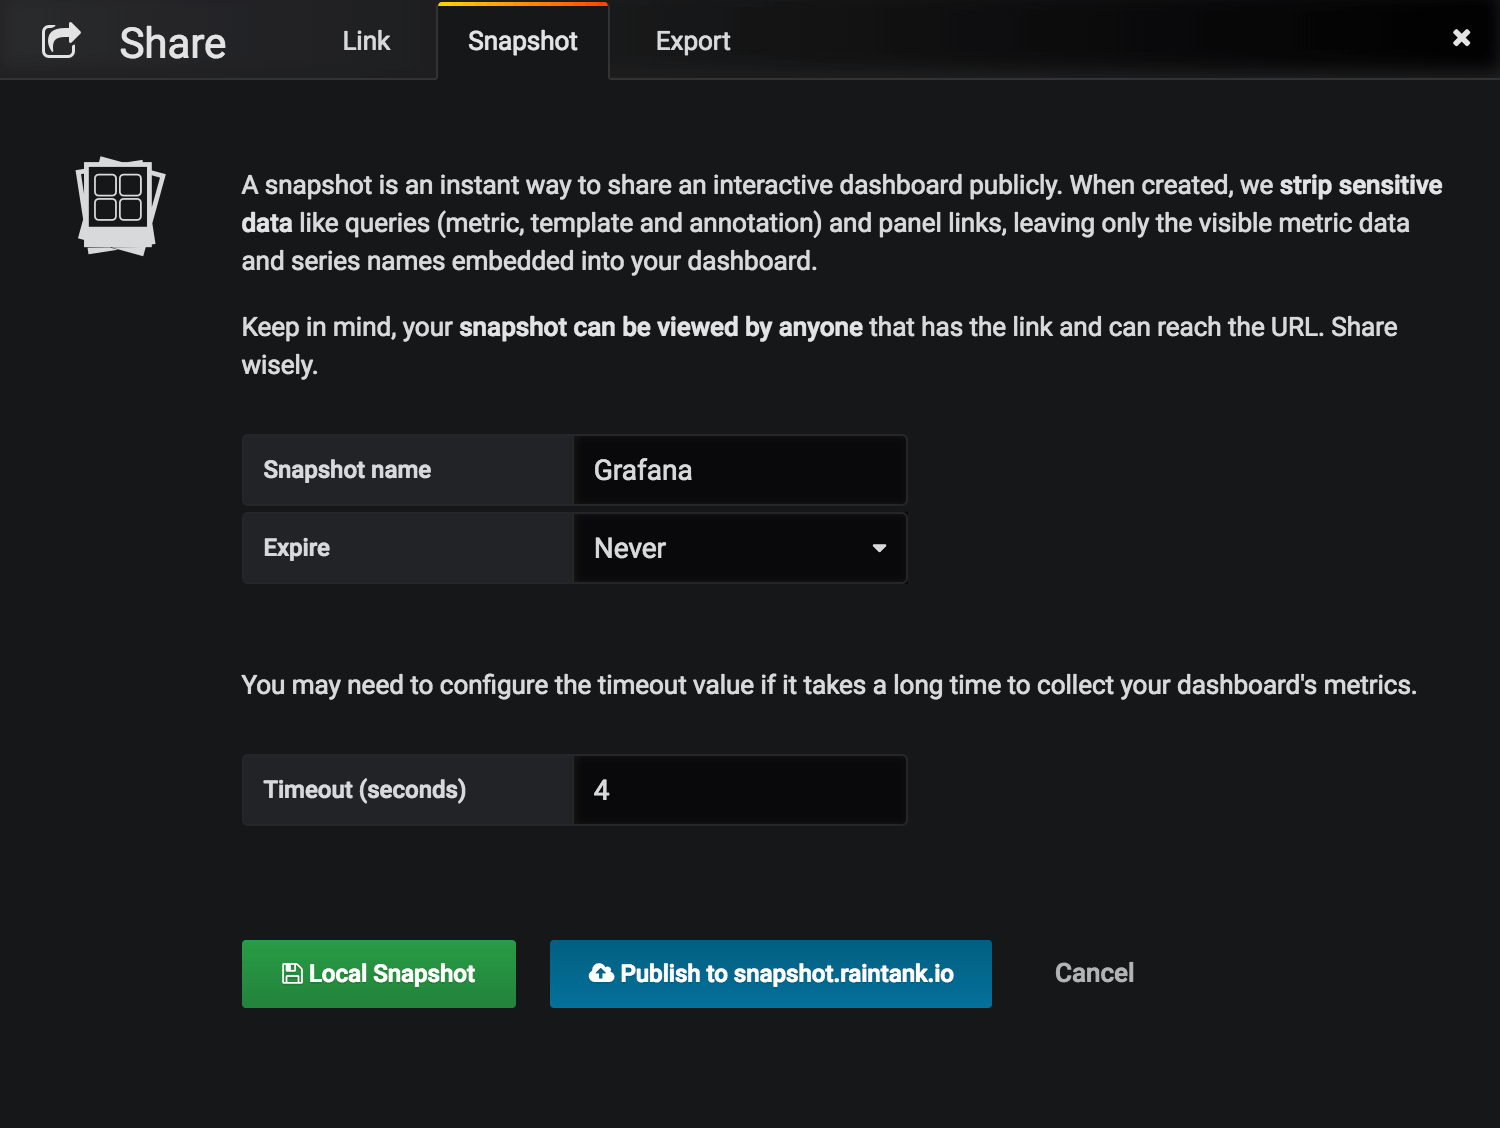 Share
Link
Snapshot
Export
A snapshot is an instant way to share an interactive dashboard publicly. When created, we strip sensitive
data like queries (metric, template and annotation) and panel links, leaving only the visible metric data
and series names embedded into your dashboard.
Keep in mind, your snapshot can be viewed by anyone that has the link and can reach the URL. Share
wisely.
Snapshot name
Grafana
Expire
Never
You may need to configure the timeout value if it takes a long time to collect your dashboard's metrics.
Timeout (seconds)
4
Local Snapshot
Publish to snapshot.raintank.io
Cancel